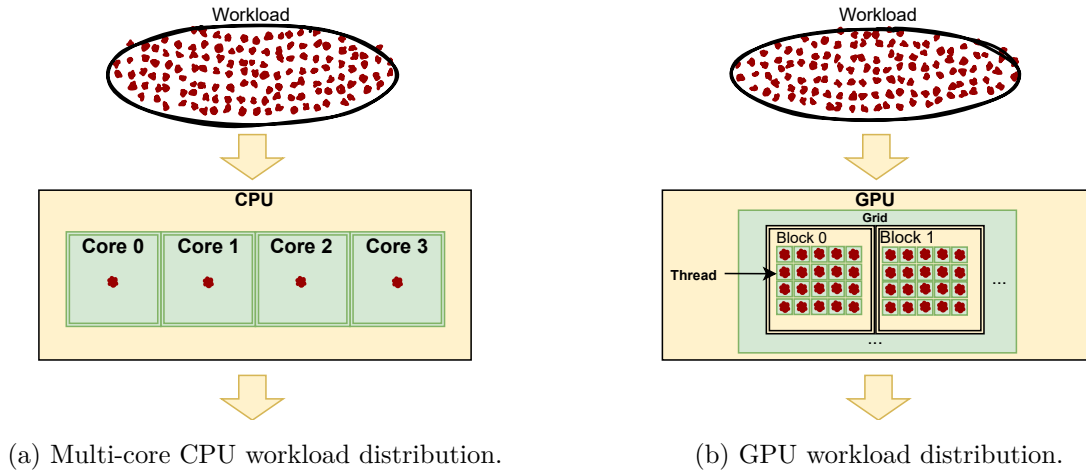 Workload
CPU
Core 0 Core 1 Core 2 Core 3
(a) Multi-core CPU workload distribution.
Workload
GPU
Grid
Block 0 Block 1
Thread
...
...
(b) GPU workload distribution.